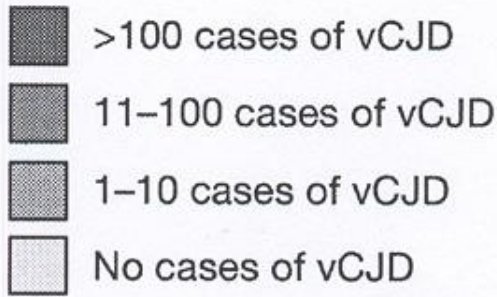 >100 cases of vCJD
11–100 cases of vCJD
1–10 cases of vCJD
No cases of vCJD